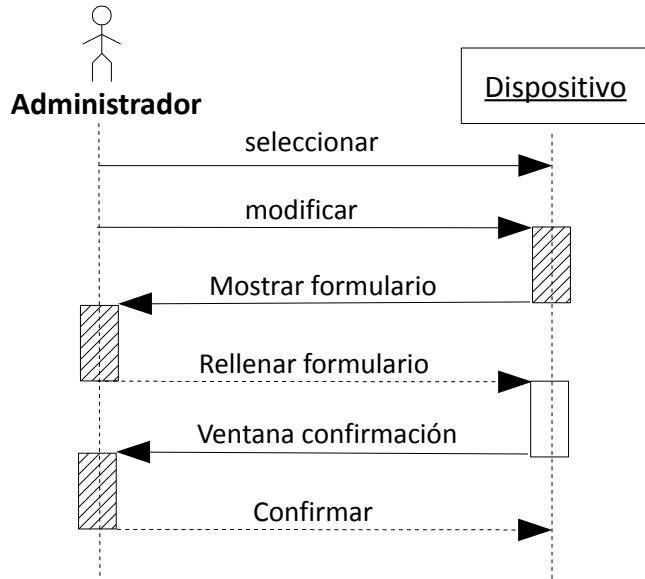 Administrador
Dispositivo
seleccionar
modificar
Mostrar formulario
Rellenar formulario
Ventana confirmación
Confirmar